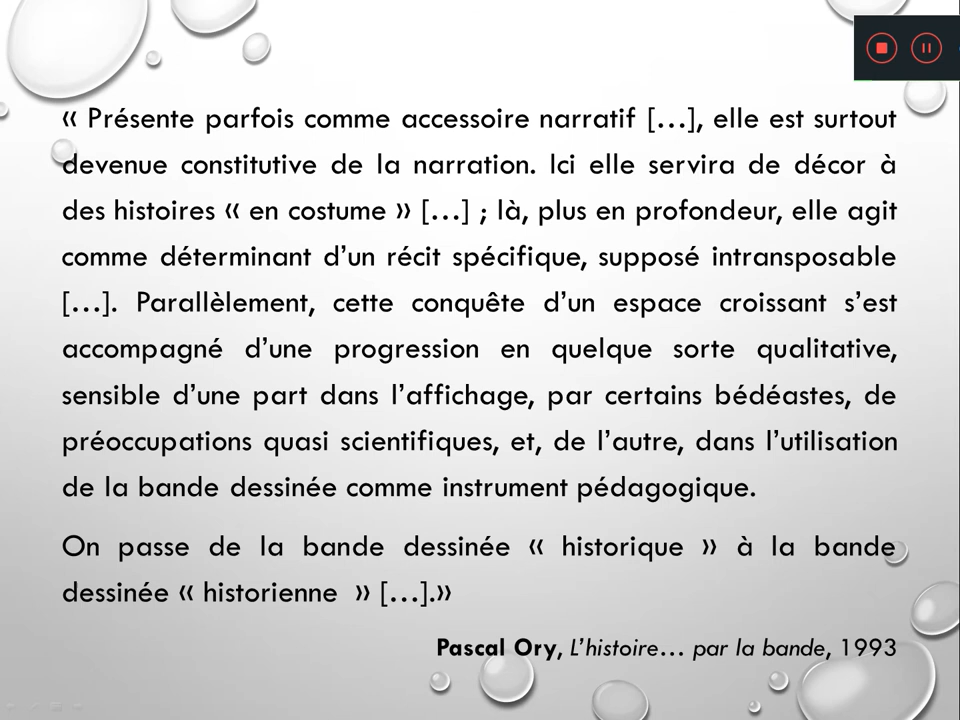 « Présente parfois comme accessoire narratif […], elle est surtout
devenue constitutive de la narration. Ici elle servira de décor à
des histoires « en costume » […] ; là, plus en profondeur, elle agit
comme déterminant d’un récit spécifique, supposé intransposable
[…]. Parallèlement, cette conquête d’un espace croissant s’est
accompagné d’une progression en quelque sorte qualitative,
sensible d’une part dans l’affichage, par certains bédéastes, de
préoccupations quasi scientifiques, et, de l’autre, dans l’utilisation
de la bande dessinée comme instrument pédagogique.
On passe de la bande dessinée « historique » à la bande
dessinée « historienne  » […].»
Pascal Ory, L’histoire… par la bande, 1993